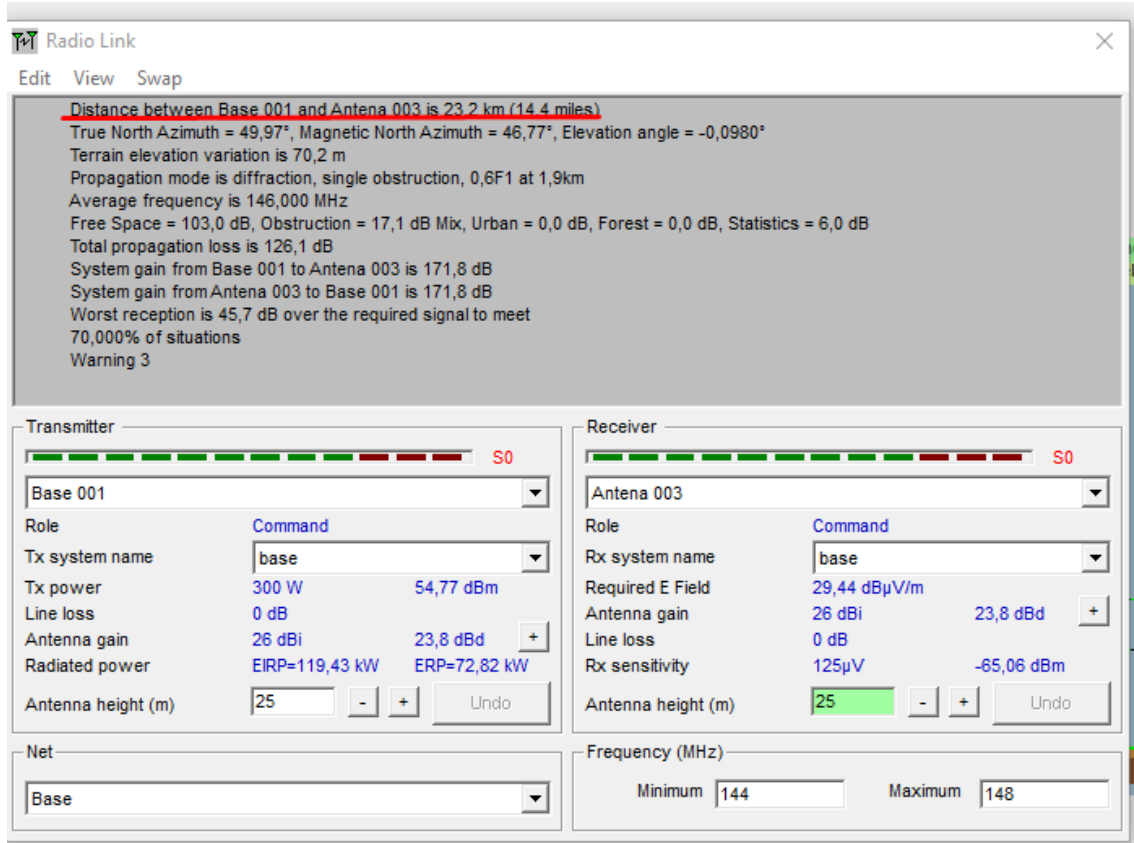 Radio Link
Edit View Swap
Distance between Base 001 and Antena 003 is 23,2 km (14,4 miles)
True North Azimuth = 49,97°, Magnetic North Azimuth = 46,77°, Elevation angle = -0,0980°
Terrain elevation variation is 70,2 m
Propagation mode is diffraction, single obstruction, 0,6F1 at 1,9km
Average frequency is 146,000 MHz
Free Space = 103,0 dB, Obstruction = 17,1 dB Mix, Urban = 0,0 dB, Forest = 0,0 dB, Statistics = 6,0 dB
Total propagation loss is 126,1 dB
System gain from Base 001 to Antena 003 is 171,8 dB
System gain from Antena 003 to Base 001 is 171,8 dB
Worst reception is 45,7 dB over the required signal to meet
70,000% of situations
Warning 3
Transmitter
S0
Base 001
Role Command
Tx system name base
Tx power 300 W 54,77 dBm
Line loss 0 dB
Antenna gain 26 dBi 23,8 dBd +
Radiated power EIRP=119,43 kW ERP=72,82 kW
Antenna height (m) 25 - + Undo
Receiver
S0
Antena 003
Role Command
Rx system name base
Required E Field 29,44 dBµV/m
Antenna gain 26 dBi 23,8 dBd +
Line loss 0 dB
Rx sensitivity 125µV -65,06 dBm
Antenna height (m) 25 - + Undo
Net
Base
Frequency (MHz)
Minimum 144 Maximum 148